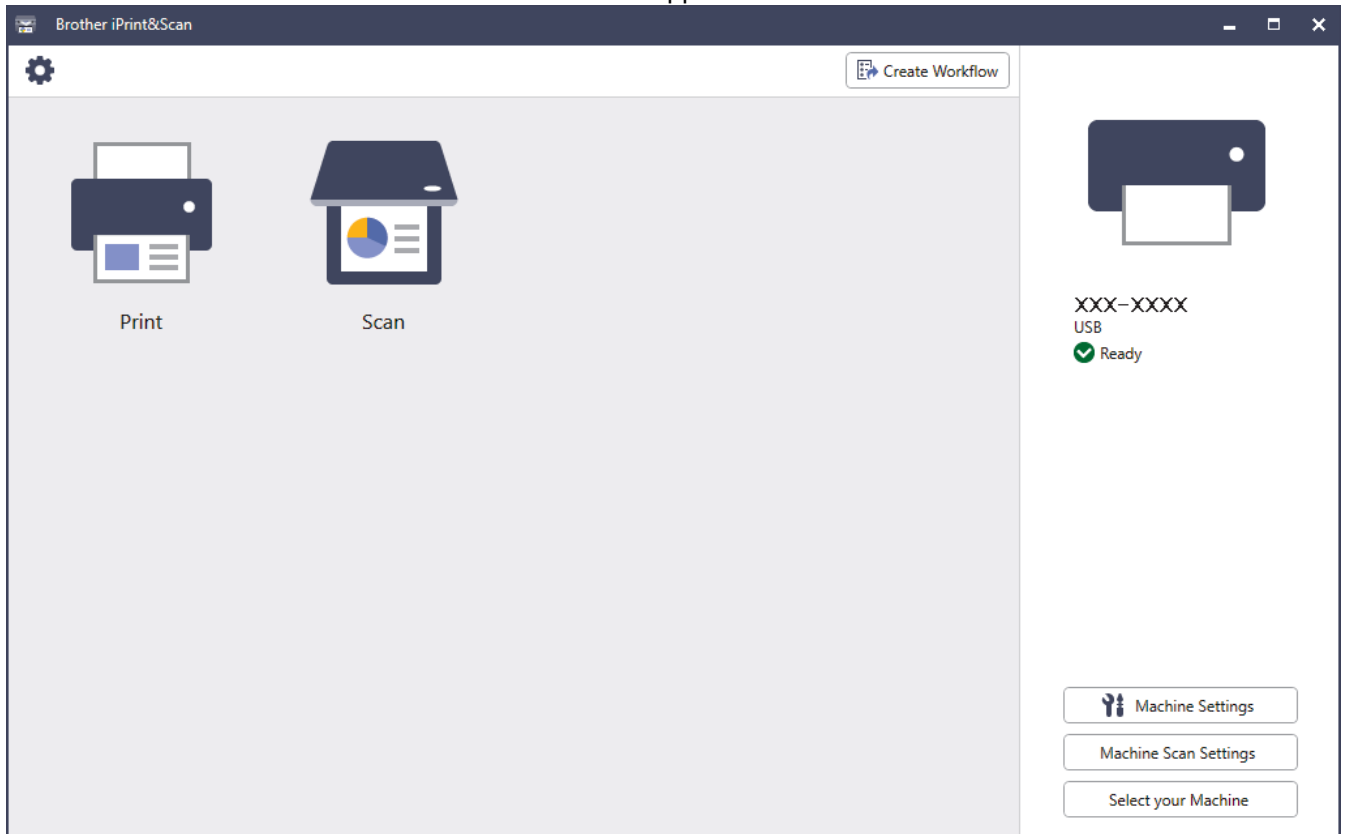 Brother iPrint&Scan
Create Workflow
Print
Scan
XXX-XXXX
USB
Ready
Machine Settings
Machine Scan Settings
Select your Machine